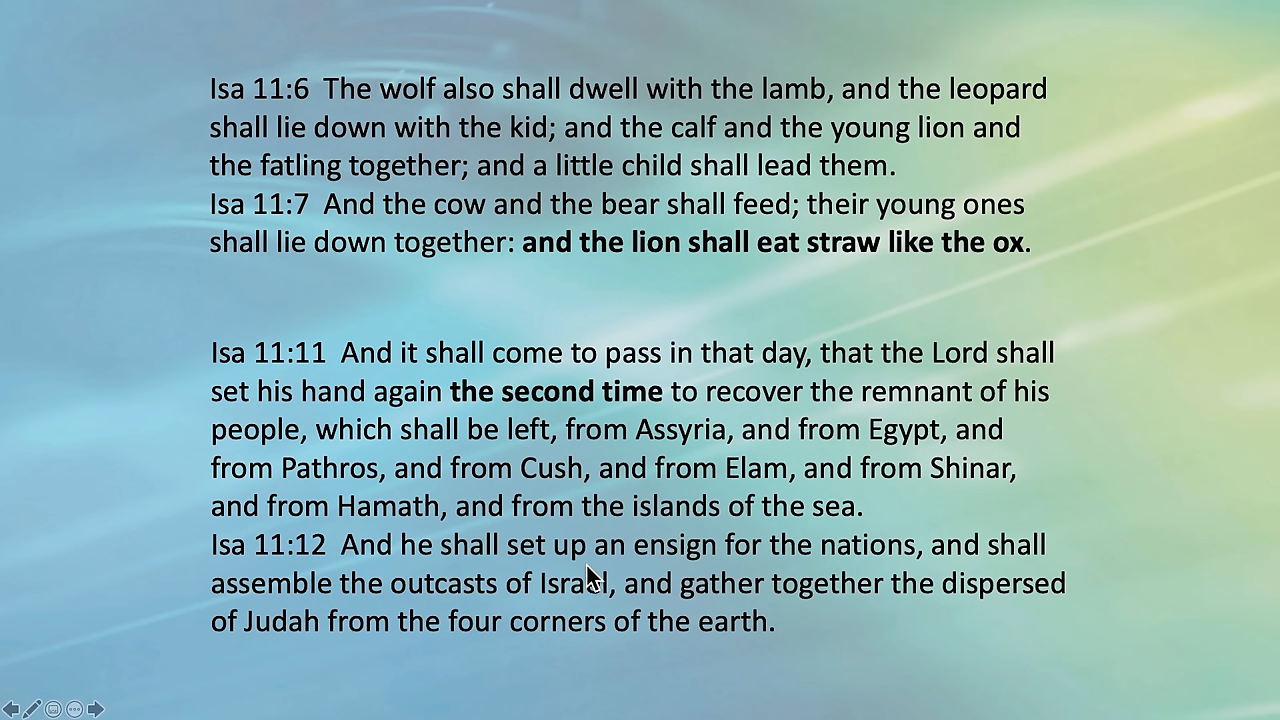 Isa 11:6  The wolf also shall dwell with the lamb, and the leopard
shall lie down with the kid; and the calf and the young lion and
the fatling together; and a little child shall lead them.
Isa 11:7  And the cow and the bear shall feed; their young ones
shall lie down together: and the lion shall eat straw like the ox.
Isa 11:11  And it shall come to pass in that day, that the Lord shall
set his hand again the second time to recover the remnant of his
people, which shall be left, from Assyria, and from Egypt, and
from Pathros, and from Cush, and from Elam, and from Shinar,
and from Hamath, and from the islands of the sea.
Isa 11:12  And he shall set up an ensign for the nations, and shall
assemble the outcasts of Israel, and gather together the dispersed
of Judah from the four corners of the earth.